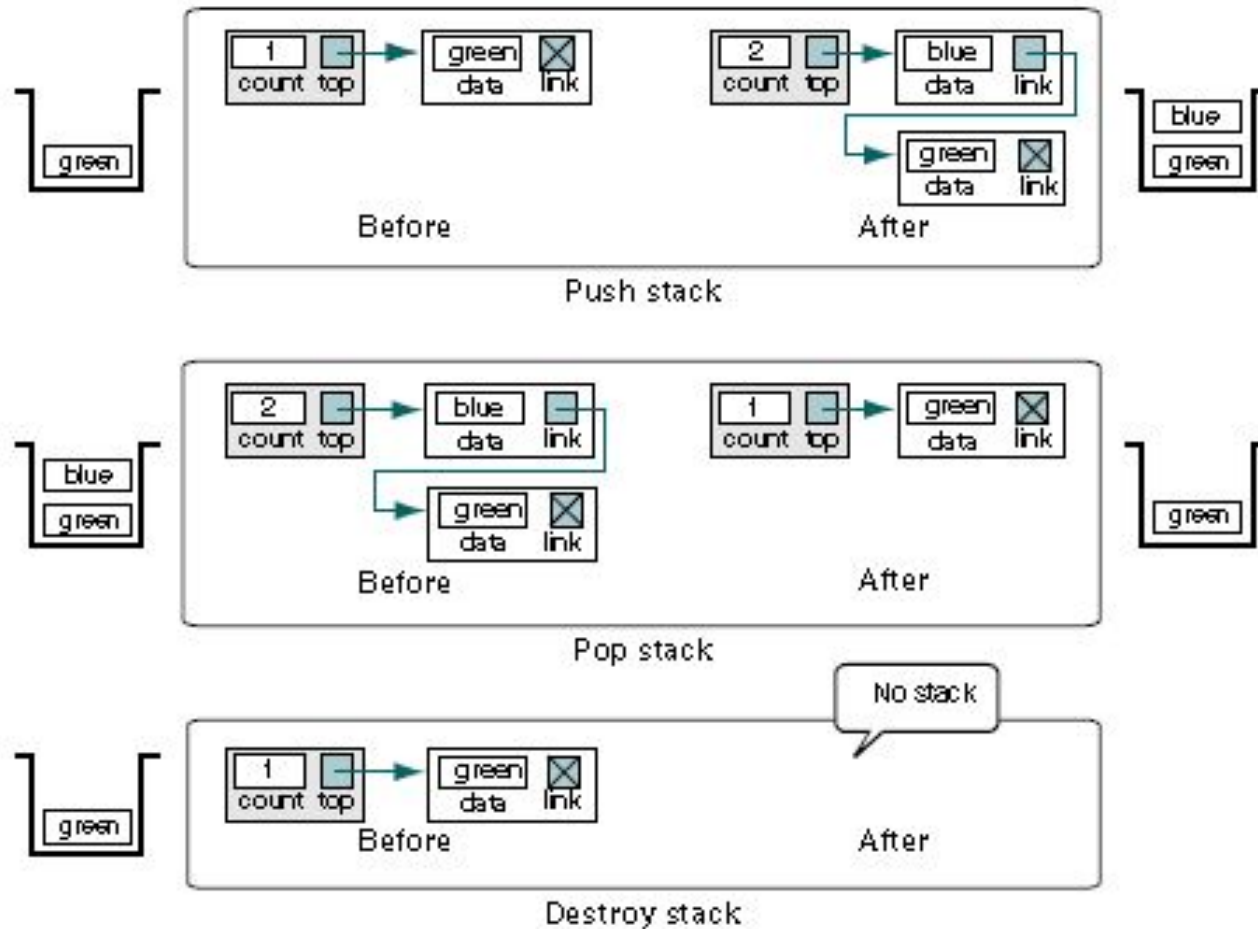 1 green 2 blue
count top data link count top data link
blue
green
green green
data link
Before After
Push stack
2 blue 1 green
count top data link count top data link
blue
green
green green
data link
Before After
Pop stack
No stack
1 green
count top data link
green
Before After
Destroy stack